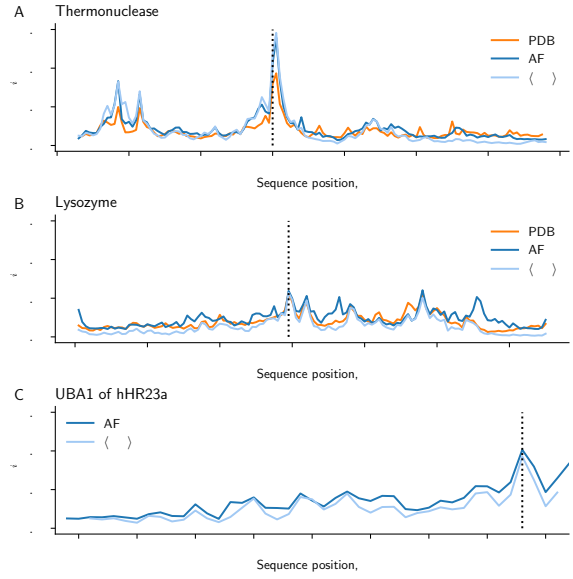 A Thermonuclease
PDB
AF
⟨ ⟩
i
Sequence position,
B Lysozyme
PDB
AF
⟨ ⟩
i
Sequence position,
C UBA1 of hHR23a
AF
⟨ ⟩
i
Sequence position,